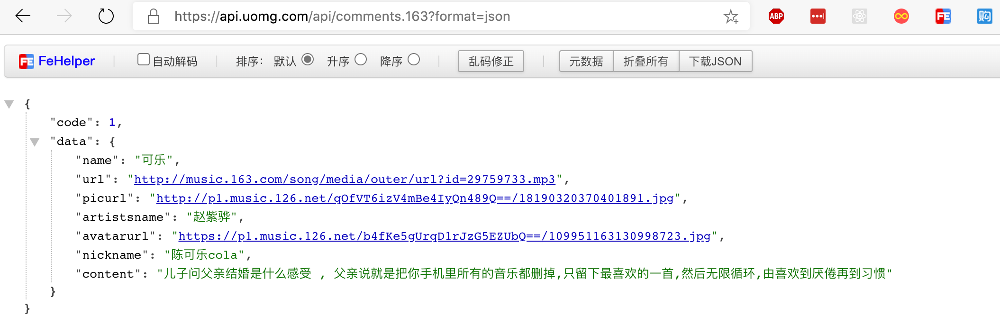 https://api.uomg.com/api/comments.163?format=json
ABP
FE
购
FE FeHelper 自动解码 排序: 默认 升序 降序 乱码修正 元数据 折叠所有 下载JSON
{
"code": 1,
"data": {
"name": "可乐",
"url": "http://music.163.com/song/media/outer/url?id=29759733.mp3",
"picurl": "http://p1.music.126.net/qOfVT6izV4mBe4IyQn489Q==/18190320370401891.jpg",
"artistsname": "赵紫骅",
"avatarurl": "https://p1.music.126.net/b4fKe5gUrqD1rJzG5EZUbQ==/109951163130998723.jpg",
"nickname": "陈可乐cola",
"content": "儿子问父亲结婚是什么感受 , 父亲说就是把你手机里所有的音乐都删掉,只留下最喜欢的一首,然后无限循环,由喜欢到厌倦再到习惯"
}
}